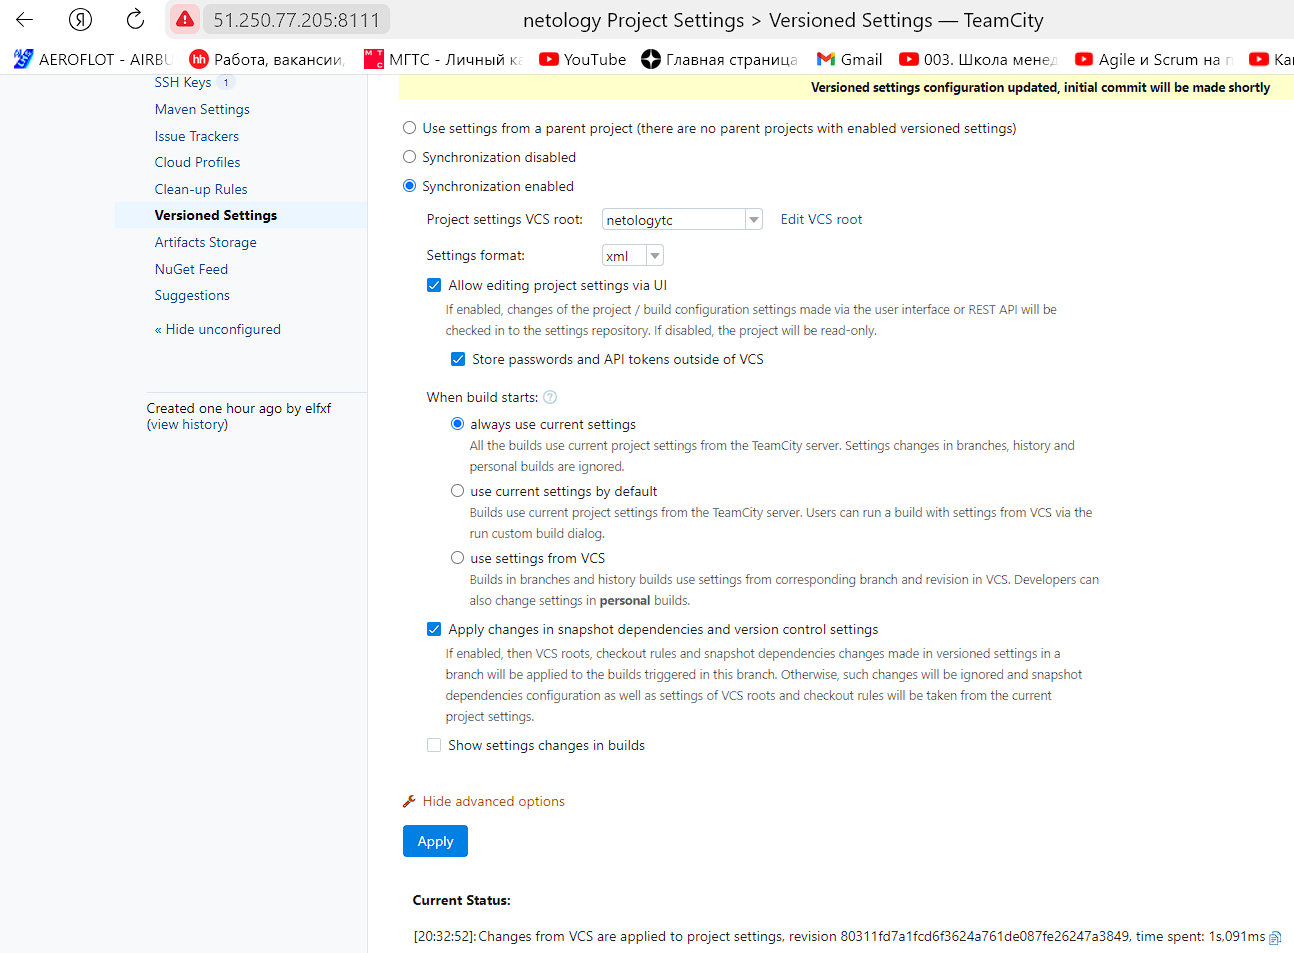 Я
51.250.77.205:8111
netology Project Settings > Versioned Settings — TeamCity
AEROFLOT - AIRBU
hh Работа, вакансии,
МТС МГТС - Личный ка
YouTube
Главная страница
Gmail
003. Школа менед
Agile и Scrum на п
Ка
SSH Keys 1
Maven Settings
Issue Trackers
Cloud Profiles
Clean-up Rules
Versioned Settings
Artifacts Storage
NuGet Feed
Suggestions
« Hide unconfigured
Created one hour ago by elfxf
(view history)
Versioned settings configuration updated, initial commit will be made shortly
Use settings from a parent project (there are no parent projects with enabled versioned settings)
Synchronization disabled
Synchronization enabled
Project settings VCS root: netologytc Edit VCS root
Settings format: xml
Allow editing project settings via UI
If enabled, changes of the project / build configuration settings made via the user interface or REST API will be
checked in to the settings repository. If disabled, the project will be read-only.
Store passwords and API tokens outside of VCS
When build starts: ?
always use current settings
All the builds use current project settings from the TeamCity server. Settings changes in branches, history and
personal builds are ignored.
use current settings by default
Builds use current project settings from the TeamCity server. Users can run a build with settings from VCS via the
run custom build dialog.
use settings from VCS
Builds in branches and history builds use settings from corresponding branch and revision in VCS. Developers can
also change settings in personal builds.
Apply changes in snapshot dependencies and version control settings
If enabled, then VCS roots, checkout rules and snapshot dependencies changes made in versioned settings in a
branch will be applied to the builds triggered in this branch. Otherwise, such changes will be ignored and snapshot
dependencies configuration as well as settings of VCS roots and checkout rules will be taken from the current
project settings.
Show settings changes in builds
Hide advanced options
Apply
Current Status:
[20:32:52]: Changes from VCS are applied to project settings, revision 80311fd7a1fcd6f3624a761de087fe26247a3849, time spent: 1s,091ms